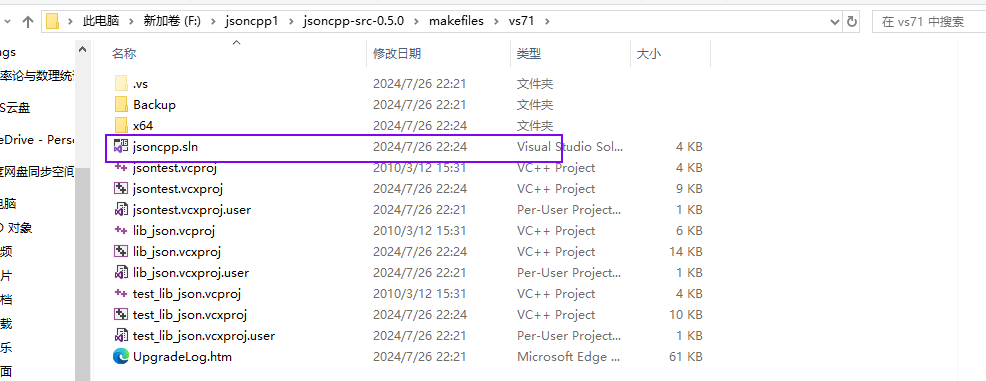 此电脑 > 新加卷 (F:) > jsoncpp1 > jsoncpp-src-0.5.0 > makefiles > vs71 >
在 vs71 中搜索
名称 修改日期 类型 大小
.vs 2024/7/26 22:21 文件夹
Backup 2024/7/26 22:21 文件夹
x64 2024/7/26 22:24 文件夹
jsoncpp.sln 2024/7/26 22:24 Visual Studio Sol... 4 KB
jsontest.vcproj 2010/3/12 15:31 VC++ Project 4 KB
jsontest.vcxproj 2024/7/26 22:24 VC++ Project 9 KB
jsontest.vcxproj.user 2024/7/26 22:21 Per-User Project... 1 KB
lib_json.vcproj 2010/3/12 15:31 VC++ Project 6 KB
lib_json.vcxproj 2024/7/26 22:24 VC++ Project 14 KB
lib_json.vcxproj.user 2024/7/26 22:21 Per-User Project... 1 KB
test_lib_json.vcproj 2010/3/12 15:31 VC++ Project 4 KB
test_lib_json.vcxproj 2024/7/26 22:24 VC++ Project 10 KB
test_lib_json.vcxproj.user 2024/7/26 22:21 Per-User Project... 1 KB
UpgradeLog.htm 2024/7/26 22:21 Microsoft Edge ... 61 KB
ngs
率论与数理统计
S云盘
eDrive - Perso
度网盘同步空间
电脑
D 对象
频
片
档
载
乐
面